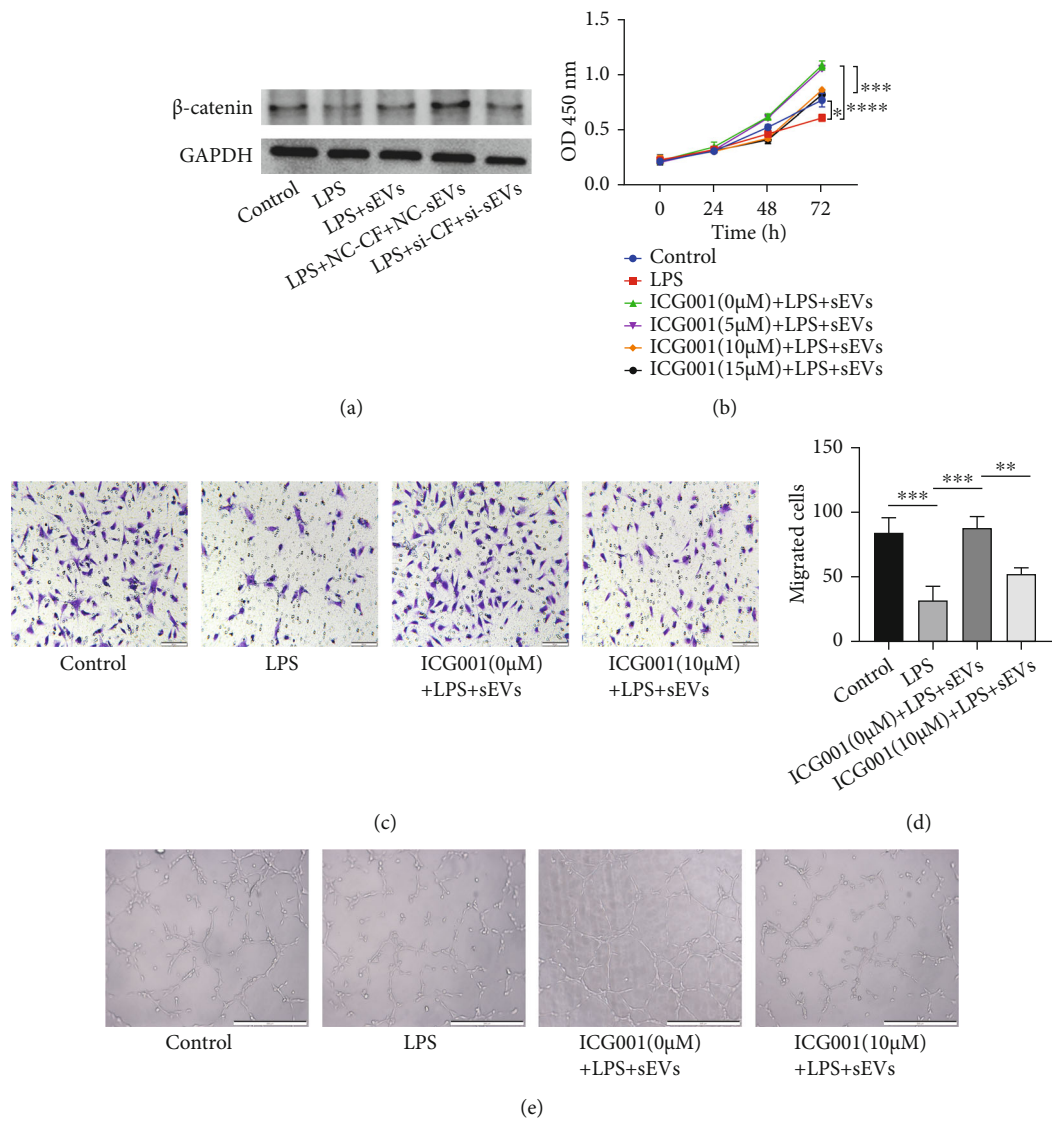 β-catenin
GAPDH
Control
LPS
LPS+sEVs
LPS+NC-CF+NC-sEVs
LPS+si-CF+si-sEVs
(a)
OD 450 nm
1.5
1.0
0.5
0.0
0 24 48 72
Time (h)
***
****
*
Control
LPS
ICG001(0μM)+LPS+sEVs
ICG001(5μM)+LPS+sEVs
ICG001(10μM)+LPS+sEVs
ICG001(15μM)+LPS+sEVs
(b)
Control
LPS
ICG001(0μM)
+LPS+sEVs
ICG001(10μM)
+LPS+sEVs
(c)
Migrated cells
150
100
50
0
*** *** **
Control
LPS
ICG001(0μM)+LPS+sEVs
ICG001(10μM)+LPS+sEVs
(d)
Control
LPS
ICG001(0μM)
+LPS+sEVs
ICG001(10μM)
+LPS+sEVs
(e)